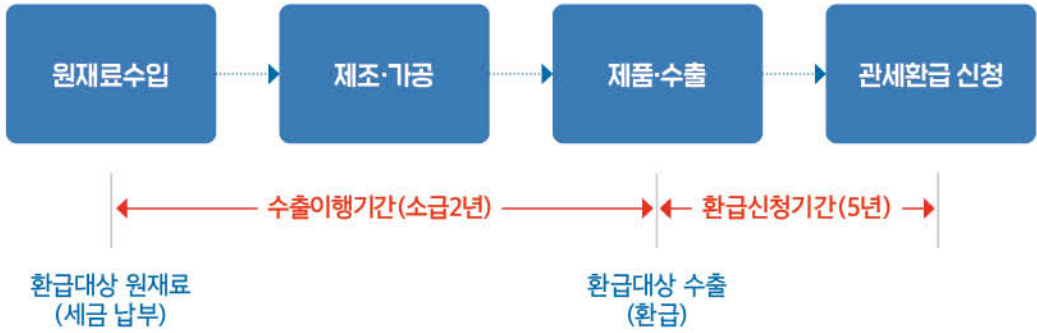 원재료수입
제조·가공
제품·수출
관세환급 신청
수출이행기간(소급2년)
환급신청기간(5년)
환급대상 원재료
(세금 납부)
환급대상 수출
(환급)